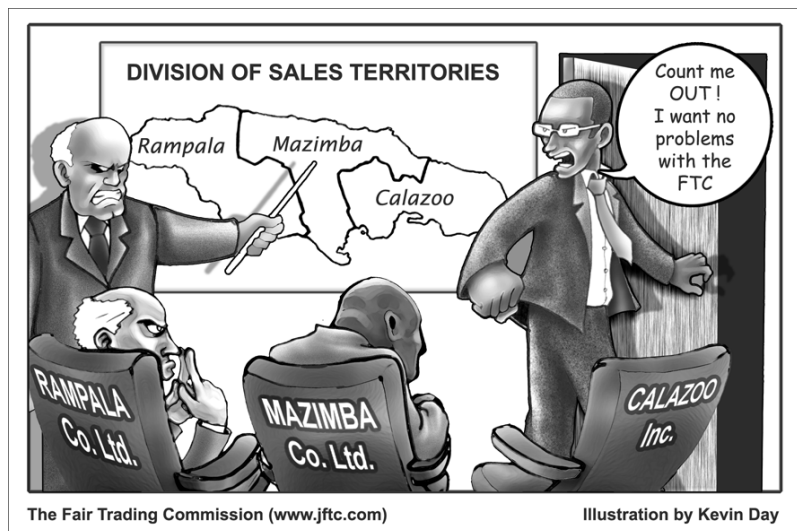 DIVISION OF SALES TERRITORIES
Rampala
Mazimba
Calazoo
Count me
OUT !
I want no
problems
with the
FTC
RAMPALA
Co. Ltd.
MAZIMBA
Co. Ltd.
CALAZOO
Inc.
The Fair Trading Commission (www.jftc.com)
Illustration by Kevin Day